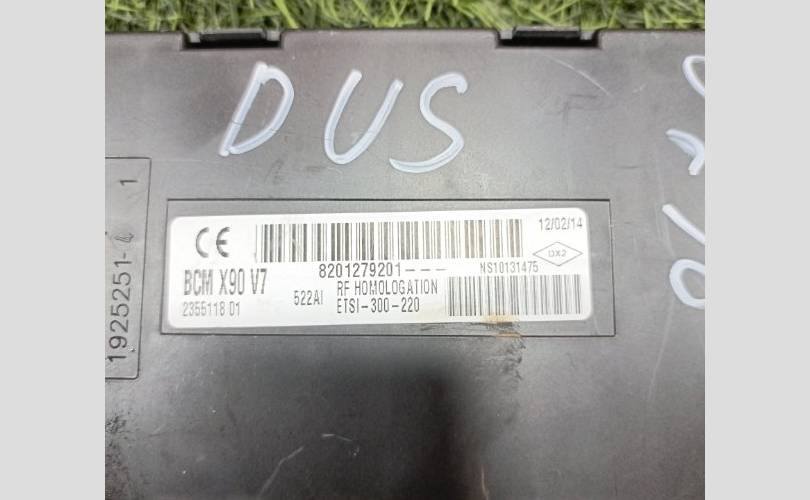 DUS
CE
12/02/14
8201279201---
NS10131475
DX2
BCM X90 V7
2355118 01
522AI
RF HOMOLOGATION
ETSI-300-220
1925251-4 1